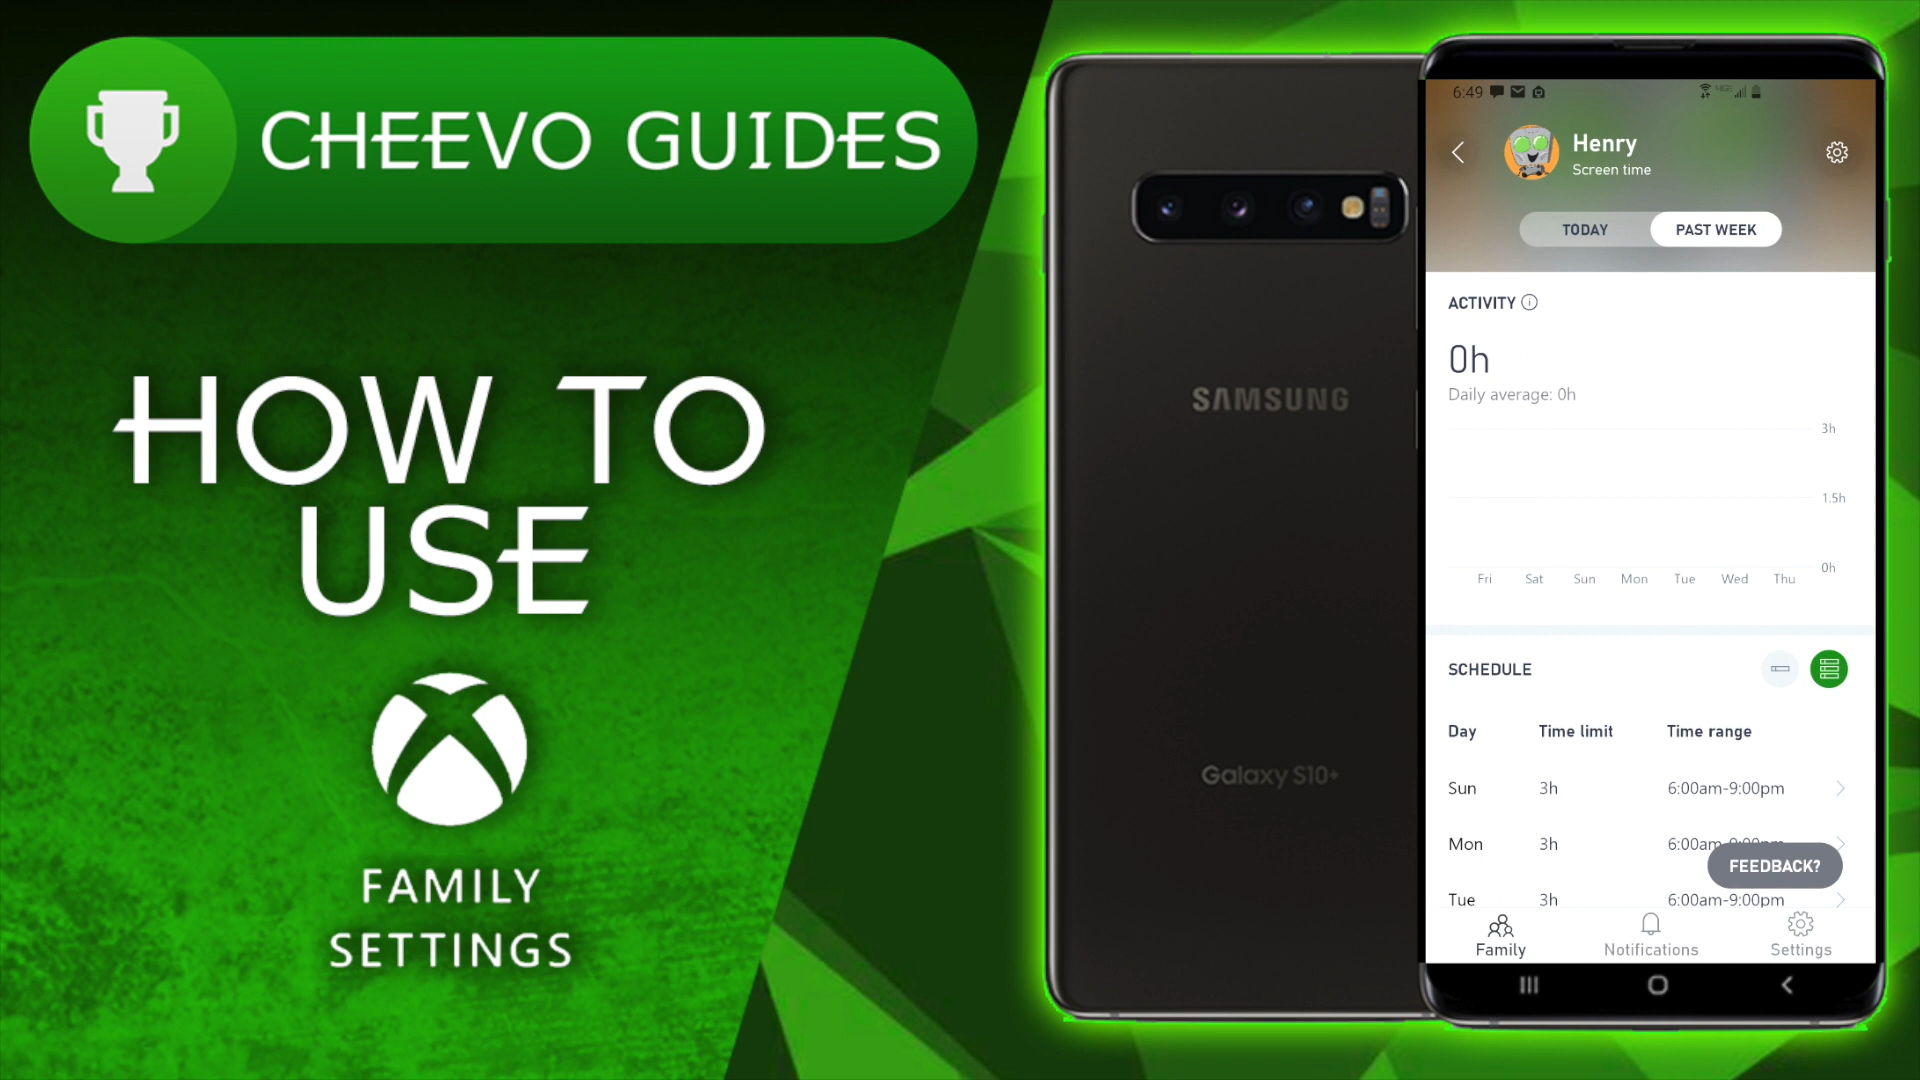 CHEEVO GUIDES
HOW TO
USE
FAMILY
SETTINGS
SAMSUNG
Galaxy S10+
6:49
Henry
Screen time
TODAY PAST WEEK
ACTIVITY
0h
Daily average: 0h
3h
1.5h
0h
Fri Sat Sun Mon Tue Wed Thu
SCHEDULE
Day Time limit Time range
Sun 3h 6:00am-9:00pm
Mon 3h 6:00am-9:00pm
FEEDBACK?
Tue 3h 6:00am-9:00pm
Family Notifications Settings